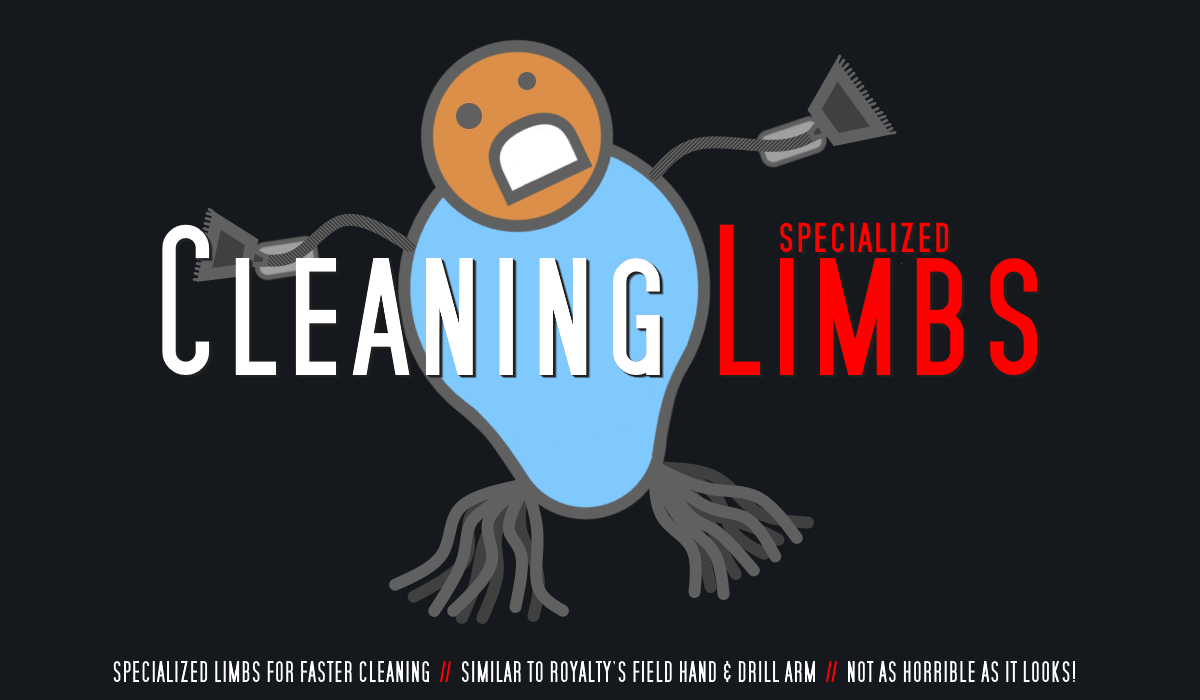 SPECIALIZED
CLEANING LIMBS
SPECIALIZED LIMBS FOR FASTER CLEANING // SIMILAR TO ROYALTY'S FIELD HAND & DRILL ARM // NOT AS HORRIBLE AS IT LOOKS!